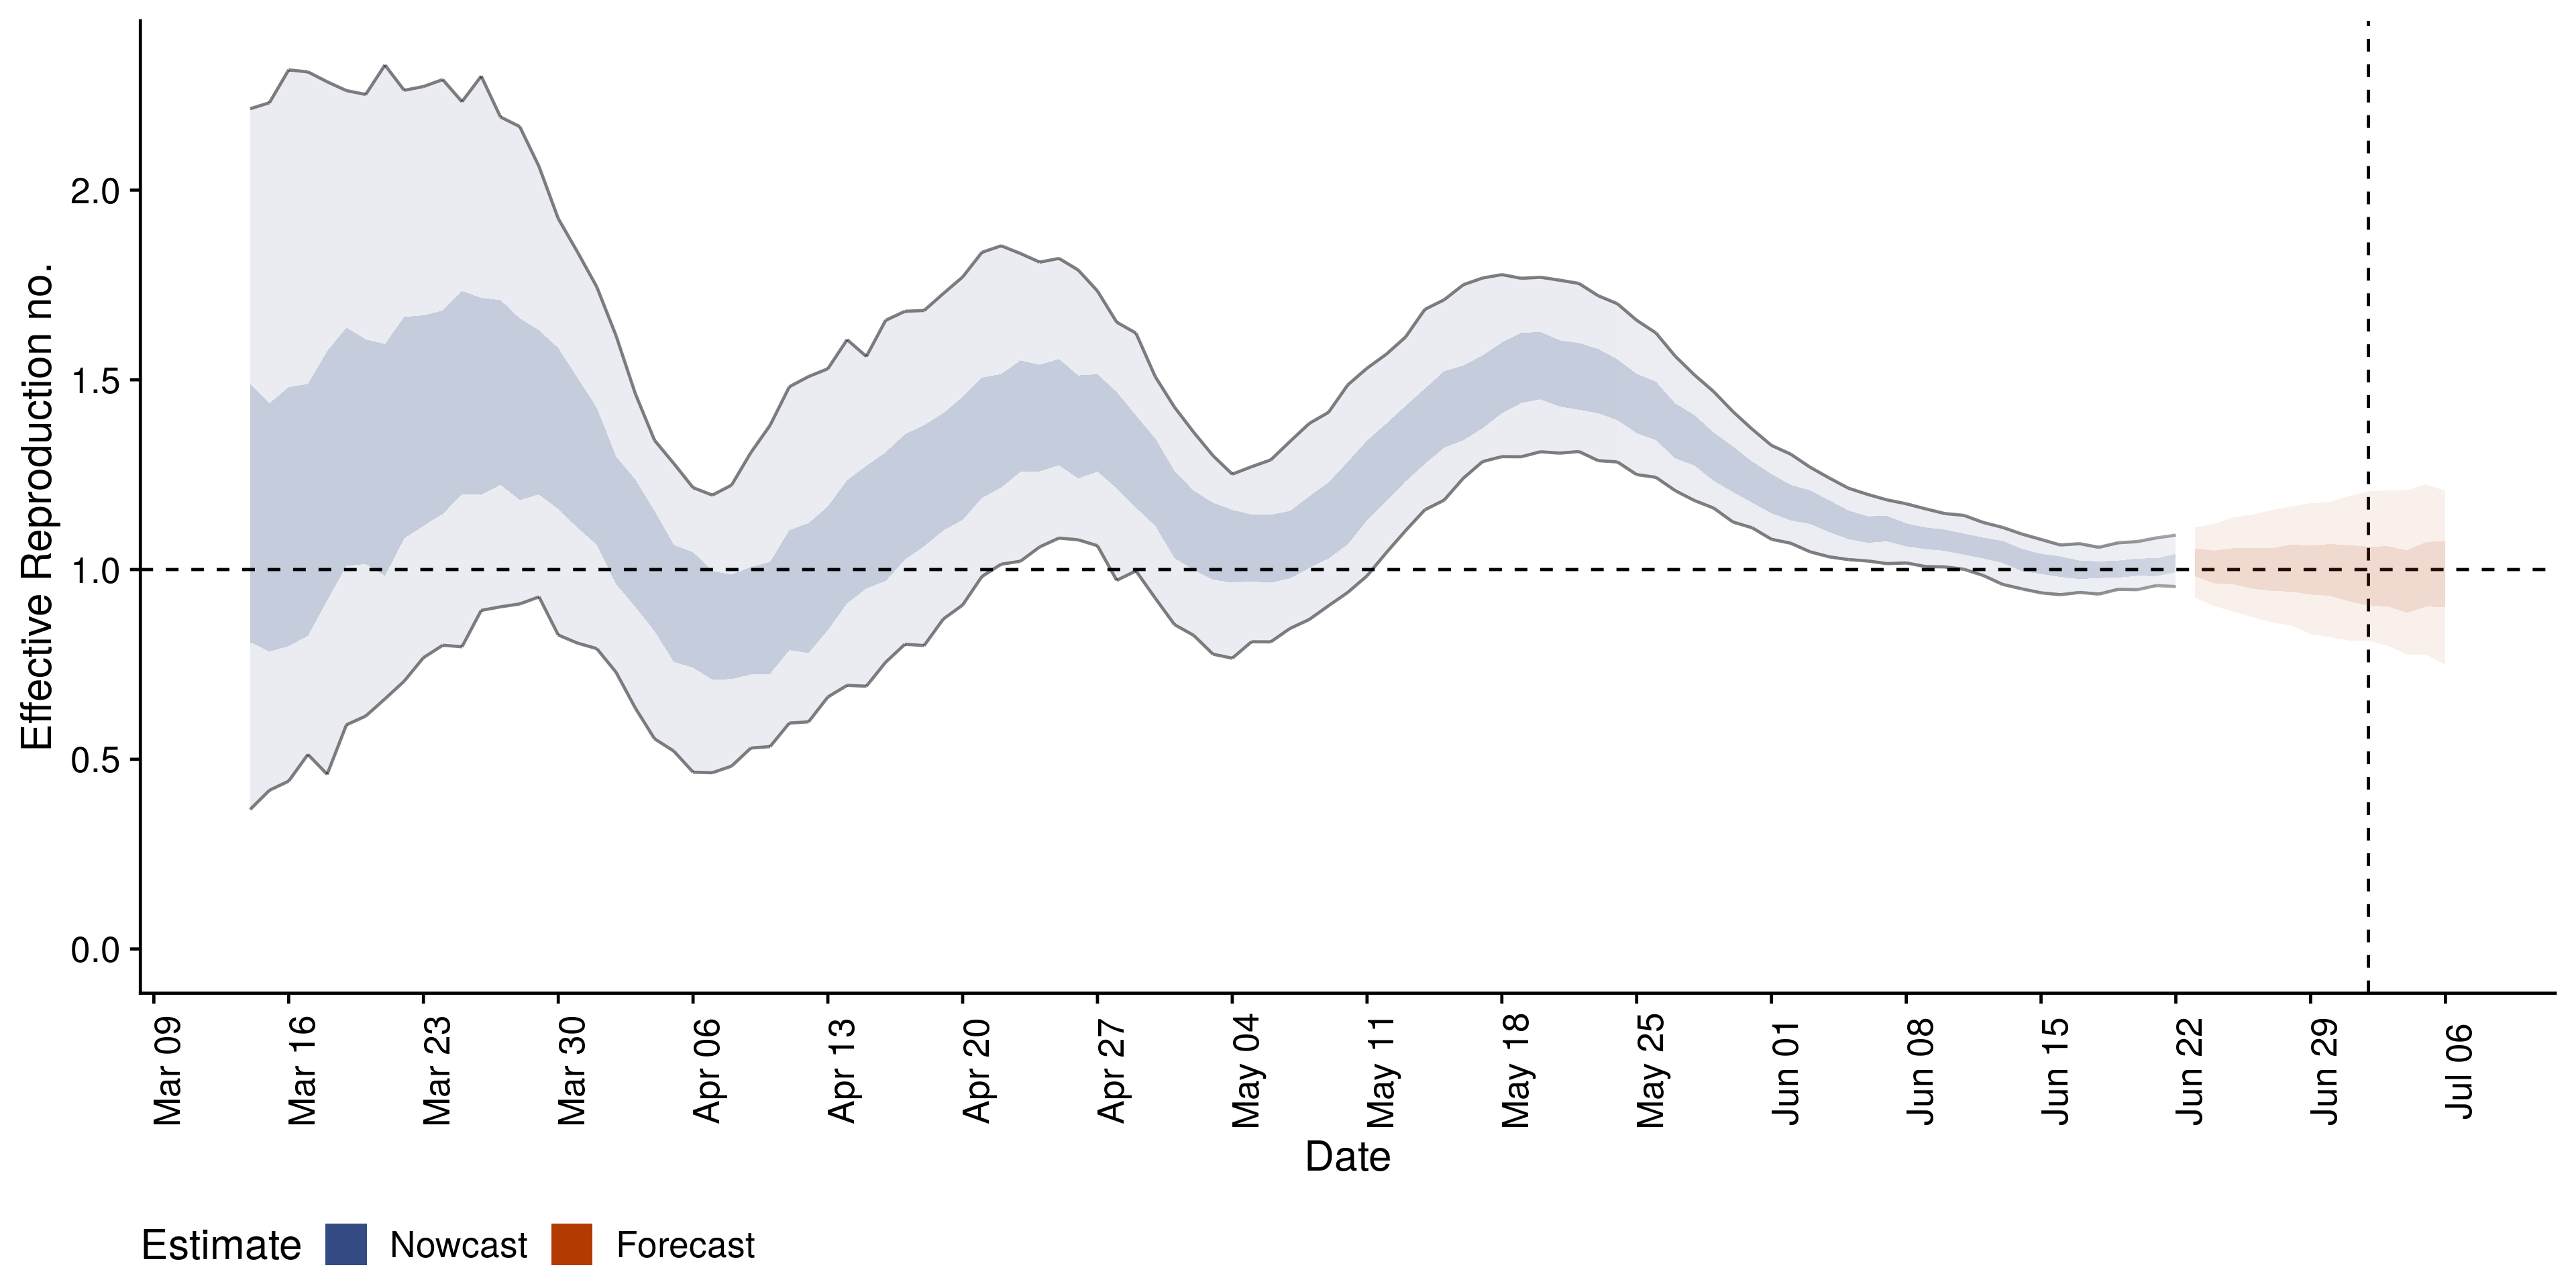 Effective Reproduction no.
2.0
1.5
1.0
0.5
0.0
Mar 09
Mar 16
Mar 23
Mar 30
Apr 06
Apr 13
Apr 20
Apr 27
May 04
May 11
May 18
May 25
Jun 01
Jun 08
Jun 15
Jun 22
Jun 29
Jul 06
Date
Estimate Nowcast Forecast